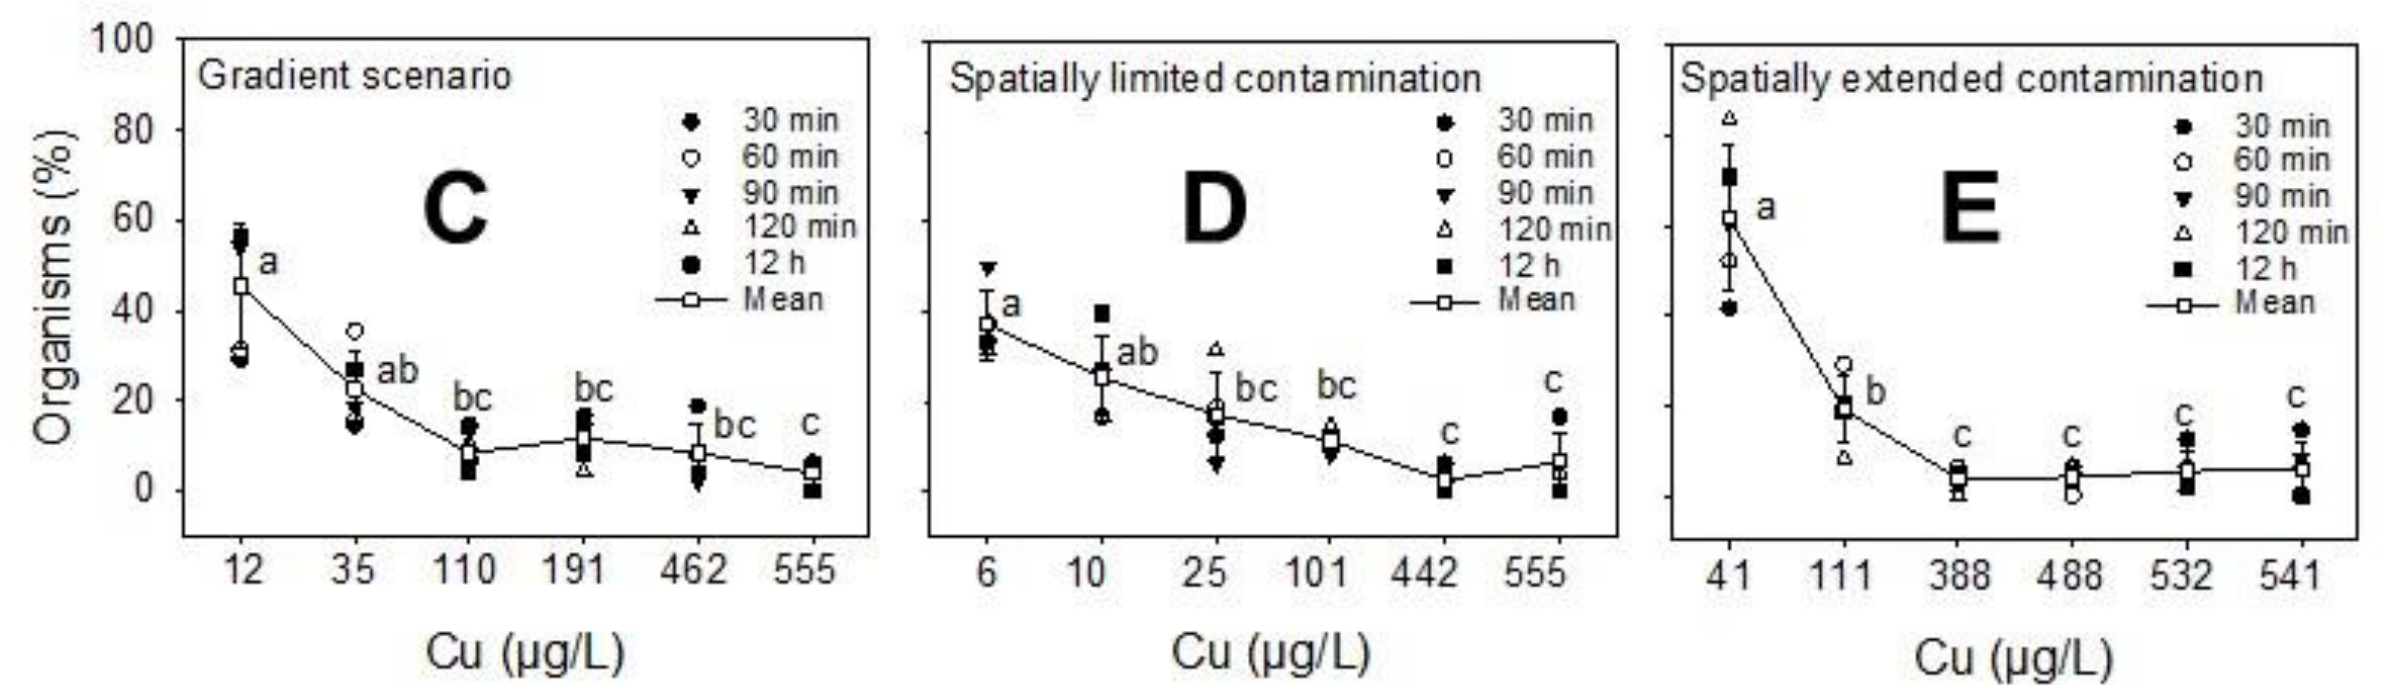 Organisms (%)
100
80
60
40
20
0
Gradient scenario
30 min
60 min
90 min
120 min
12 h
Mean
C
a
ab
bc
bc
bc
c
12 35 110 191 462 555
Cu (µg/L)
Spatially limited contamination
30 min
60 min
90 min
120 min
12 h
Mean
D
a
ab
bc
bc
c
c
6 10 25 101 442 555
Cu (µg/L)
Spatially extended contamination
30 min
60 min
90 min
120 min
12 h
Mean
E
a
b
c
c
c
c
41 111 388 488 532 541
Cu (µg/L)